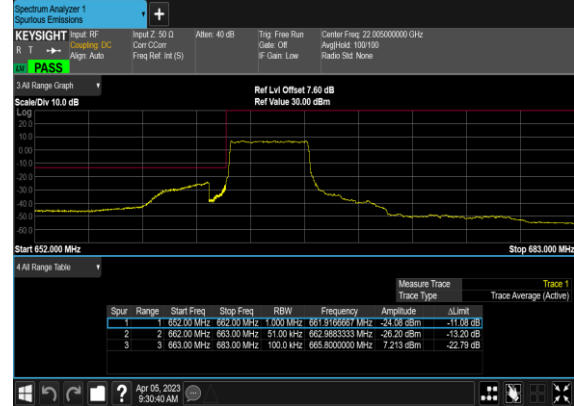 Spectrum Analyzer 1
Spurious Emissions
KEYSIGHT Input: RF Input Z: 50 Ω Atten: 40 dB Trig: Free Run Center Freq: 22.005000000 GHz
R T Coupling: DC Corr CCorr Gate: Off Avg|Hold: 100/100
Align: Auto Freq Ref: Int (S) IF Gain: Low Radio Std: None
PASS
3 All Range Graph Ref Lvl Offset 7.60 dB
Scale/Div 10.0 dB Ref Value 30.00 dBm
Log
20.0
10.0
0.00
-10.0
-20.0
-30.0
-40.0
-50.0
-60.0
Start 652.000 MHz Stop 683.000 MHz
4 All Range Table
Measure Trace Trace 1
Trace Type Trace Average (Active)
Spur Range Start Freq Stop Freq RBW Frequency Amplitude ΔLimit
1 1 652.00 MHz 662.00 MHz 1.000 MHz 661.9166667 MHz -24.08 dBm -11.08 dB
2 2 662.00 MHz 663.00 MHz 51.00 kHz 662.9883333 MHz -26.20 dBm -13.20 dB
3 3 663.00 MHz 683.00 MHz 100.0 kHz 665.8000000 MHz 7.213 dBm -22.79 dB
? Apr 05, 2023
9:30:40 AM